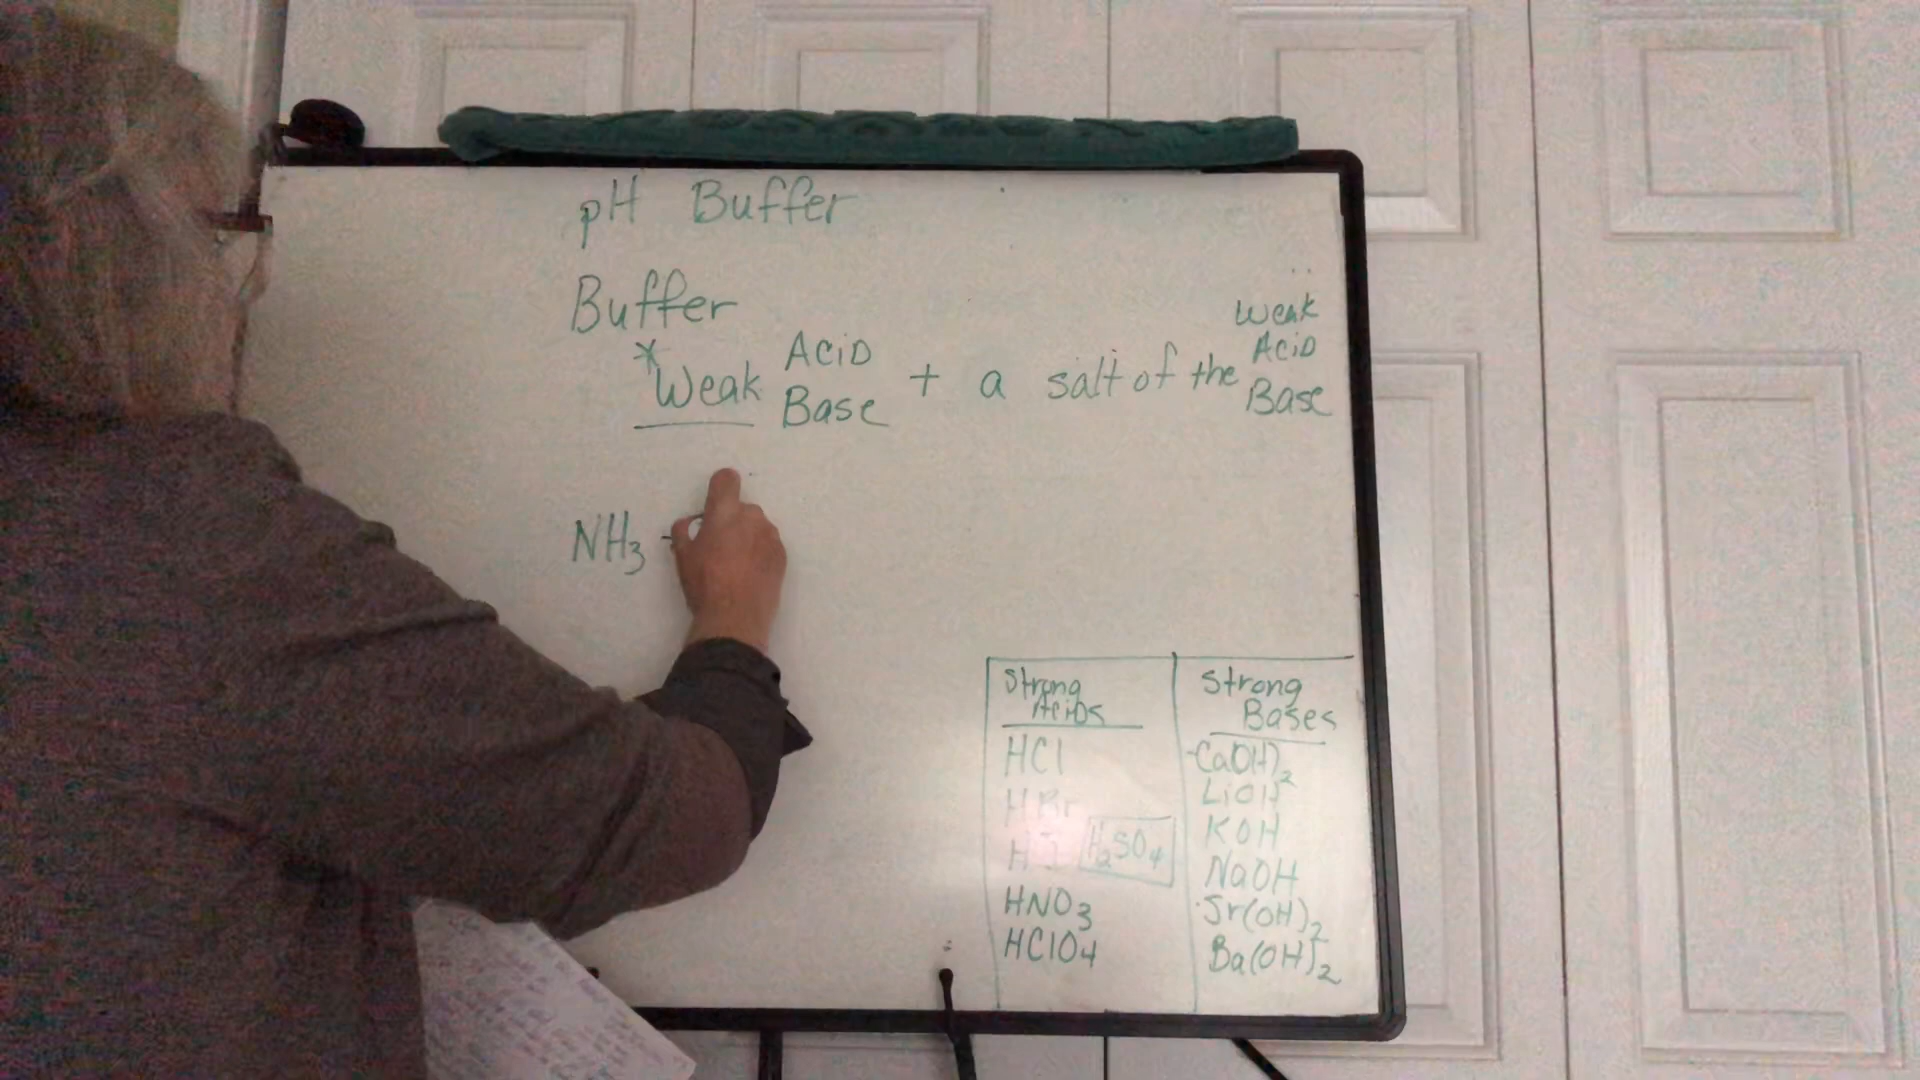 pH Buffer
Buffer
* Weak Acid Base + a salt of the Weak Acid Base
NH3 -
Strong Acids
HCl
HBr
HI
H2SO4
HNO3
HClO4
Strong Bases
Ca(OH)2
LiOH
KOH
NaOH
Sr(OH)2
Ba(OH)2